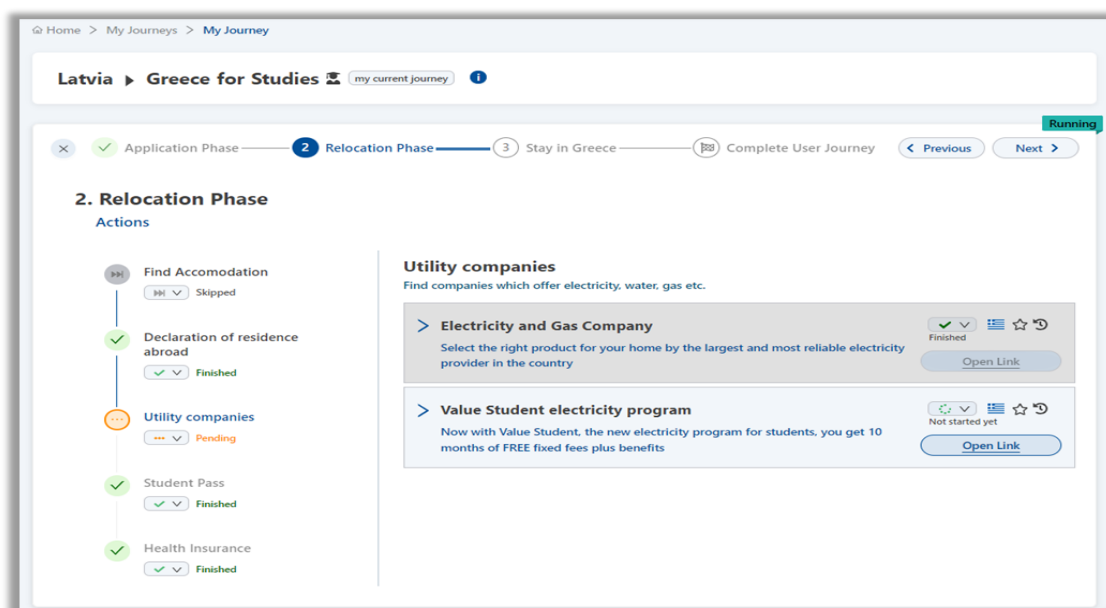 Home > My Journeys > My Journey
Latvia ▶ Greece for Studies my current journey i
Running
Application Phase 2 Relocation Phase 3 Stay in Greece Complete User Journey < Previous Next >
2. Relocation Phase
Actions
Find Accomodation
Skipped
Declaration of residence
abroad
Finished
Utility companies
Pending
Student Pass
Finished
Health Insurance
Finished
Utility companies
Find companies which offer electricity, water, gas etc.
Electricity and Gas Company
Select the right product for your home by the largest and most reliable electricity
provider in the country
Finished
Open Link
Value Student electricity program
Now with Value Student, the new electricity program for students, you get 10
months of FREE fixed fees plus benefits
Not started yet
Open Link